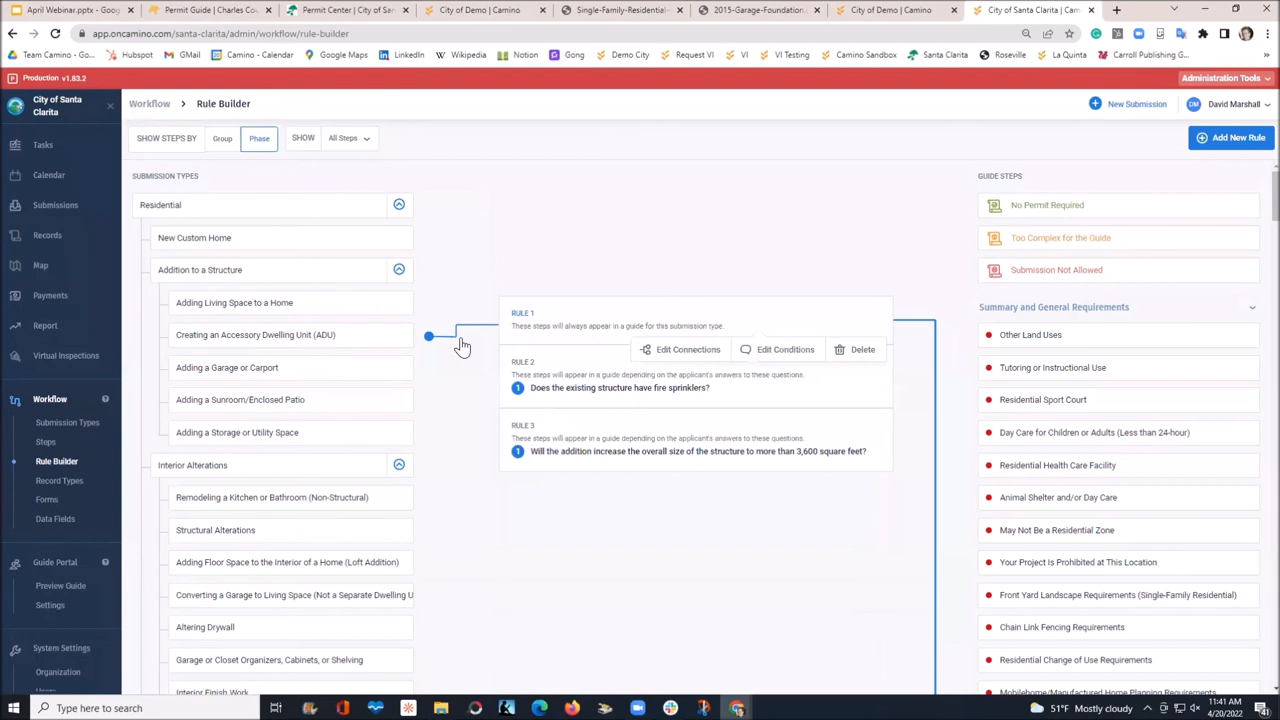 April Webinar.pptx - Google
Permit Guide | Charles Cou
Permit Center | City of San
City of Demo | Camino
Single-Family-Residential-
2015-Garage-Foundation
City of Demo | Camino
City of Santa Clarita | Camin
app.oncamino.com/santa-clarita/admin/workflow/rule-builder
Team Camino
Hubspot
GMail
Camino - Calendar
Google Maps
LinkedIn
Wikipedia
Notion
Gong
Demo City
Request VI
VI
VI Testing
Camino Sandbox
Santa Clarita
Roseville
La Quinta
Carroll Publishing G...
Production v1.83.2
Administration Tools
City of Santa
Clarita
Workflow
Rule Builder
New Submission
DM
David Marshall
SHOW STEPS BY
Group
Phase
SHOW
All Steps
Add New Rule
Tasks
Calendar
Submissions
Records
Map
Payments
Report
Virtual Inspections
Workflow
Submission Types
Steps
Rule Builder
Record Types
Forms
Data Fields
Guide Portal
Preview Guide
Settings
System Settings
Organization
Users
SUBMISSION TYPES
Residential
New Custom Home
Addition to a Structure
Adding Living Space to a Home
Creating an Accessory Dwelling Unit (ADU)
Adding a Garage or Carport
Adding a Sunroom/Enclosed Patio
Adding a Storage or Utility Space
Interior Alterations
Remodeling a Kitchen or Bathroom (Non-Structural)
Structural Alterations
Adding Floor Space to the Interior of a Home (Loft Addition)
Converting a Garage to Living Space (Not a Separate Dwelling U
Altering Drywall
Garage or Closet Organizers, Cabinets, or Shelving
Interior Finish Work
RULE 1
These steps will always appear in a guide for this submission type.
Edit Connections
Edit Conditions
Delete
RULE 2
These steps will appear in a guide depending on the applicant's answers to these questions.
1 Does the existing structure have fire sprinklers?
RULE 3
These steps will appear in a guide depending on the applicant's answers to these questions.
1 Will the addition increase the overall size of the structure to more than 3,600 square feet?
GUIDE STEPS
No Permit Required
Too Complex for the Guide
Submission Not Allowed
Summary and General Requirements
Other Land Uses
Tutoring or Instructional Use
Residential Sport Court
Day Care for Children or Adults (Less than 24-hour)
Residential Health Care Facility
Animal Shelter and/or Day Care
May Not Be a Residential Zone
Your Project Is Prohibited at This Location
Front Yard Landscape Requirements (Single-Family Residential)
Chain Link Fencing Requirements
Residential Change of Use Requirements
Mobilehome/Manufactured Home Planning Requirements
Type here to search
51°F Mostly cloudy
11:41 AM
4/20/2022